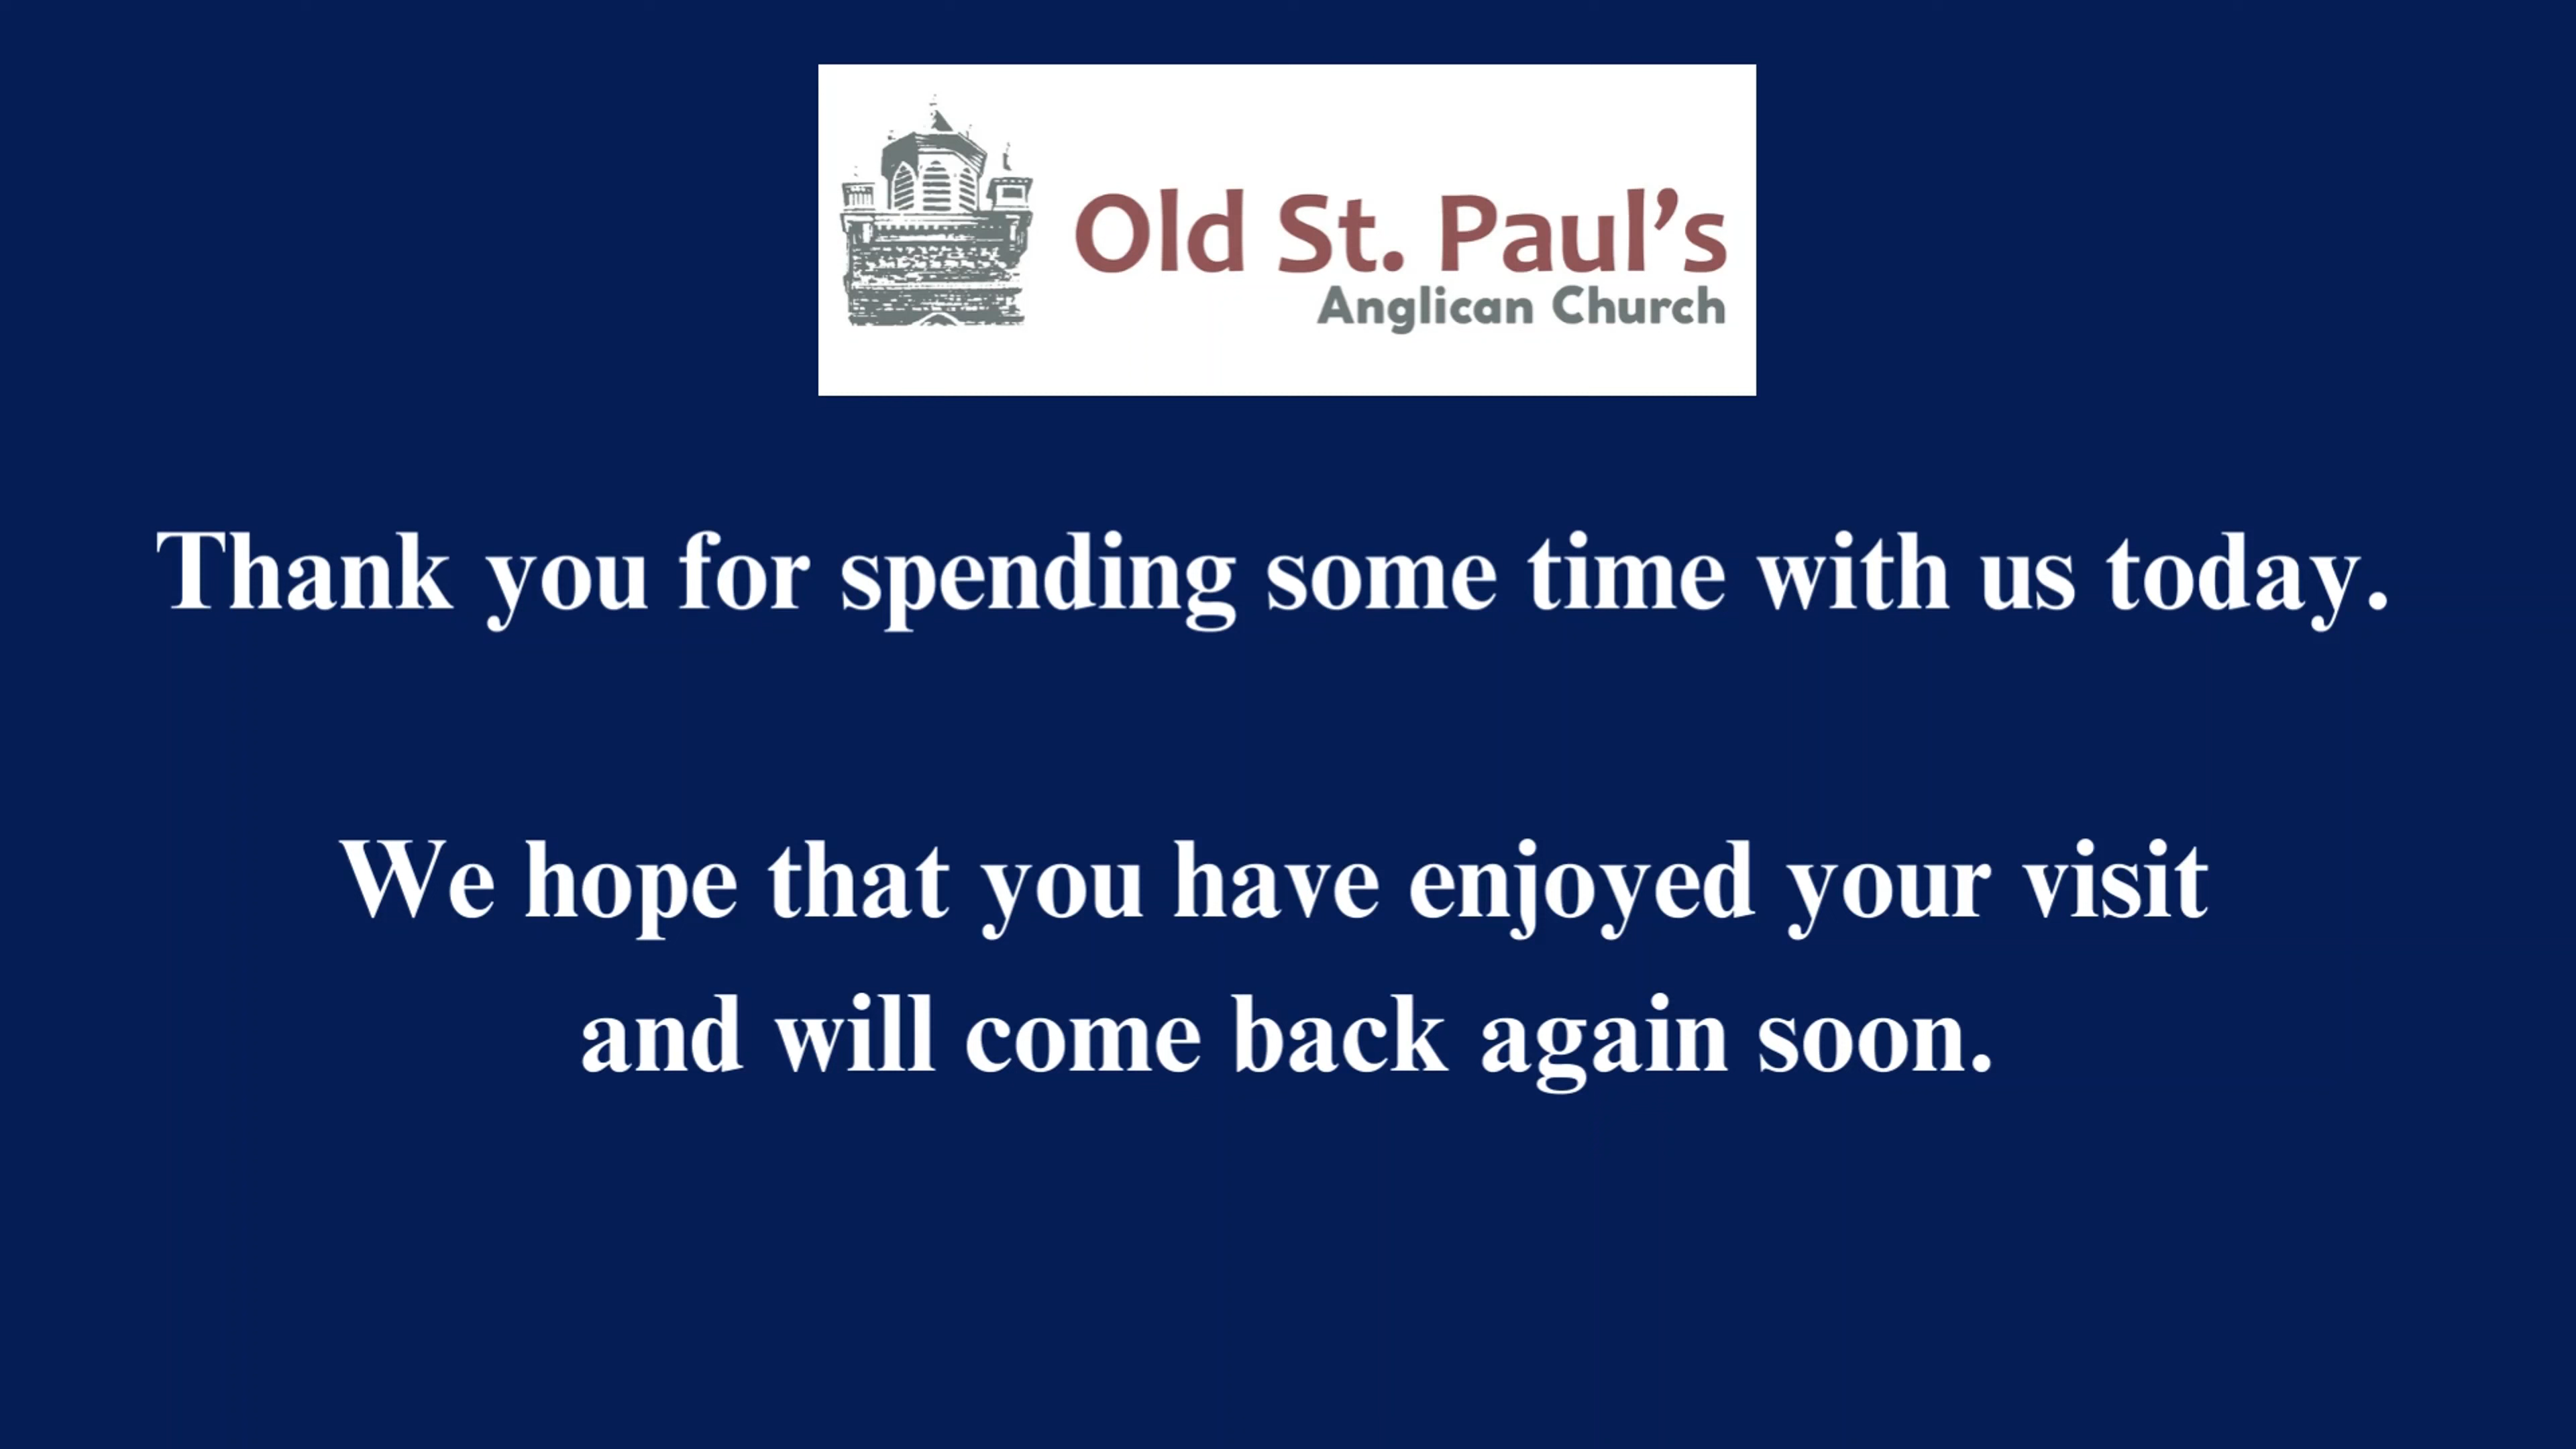 Old St. Paul’s
Anglican Church
Thank you for spending some time with us today.
We hope that you have enjoyed your visit
and will come back again soon.